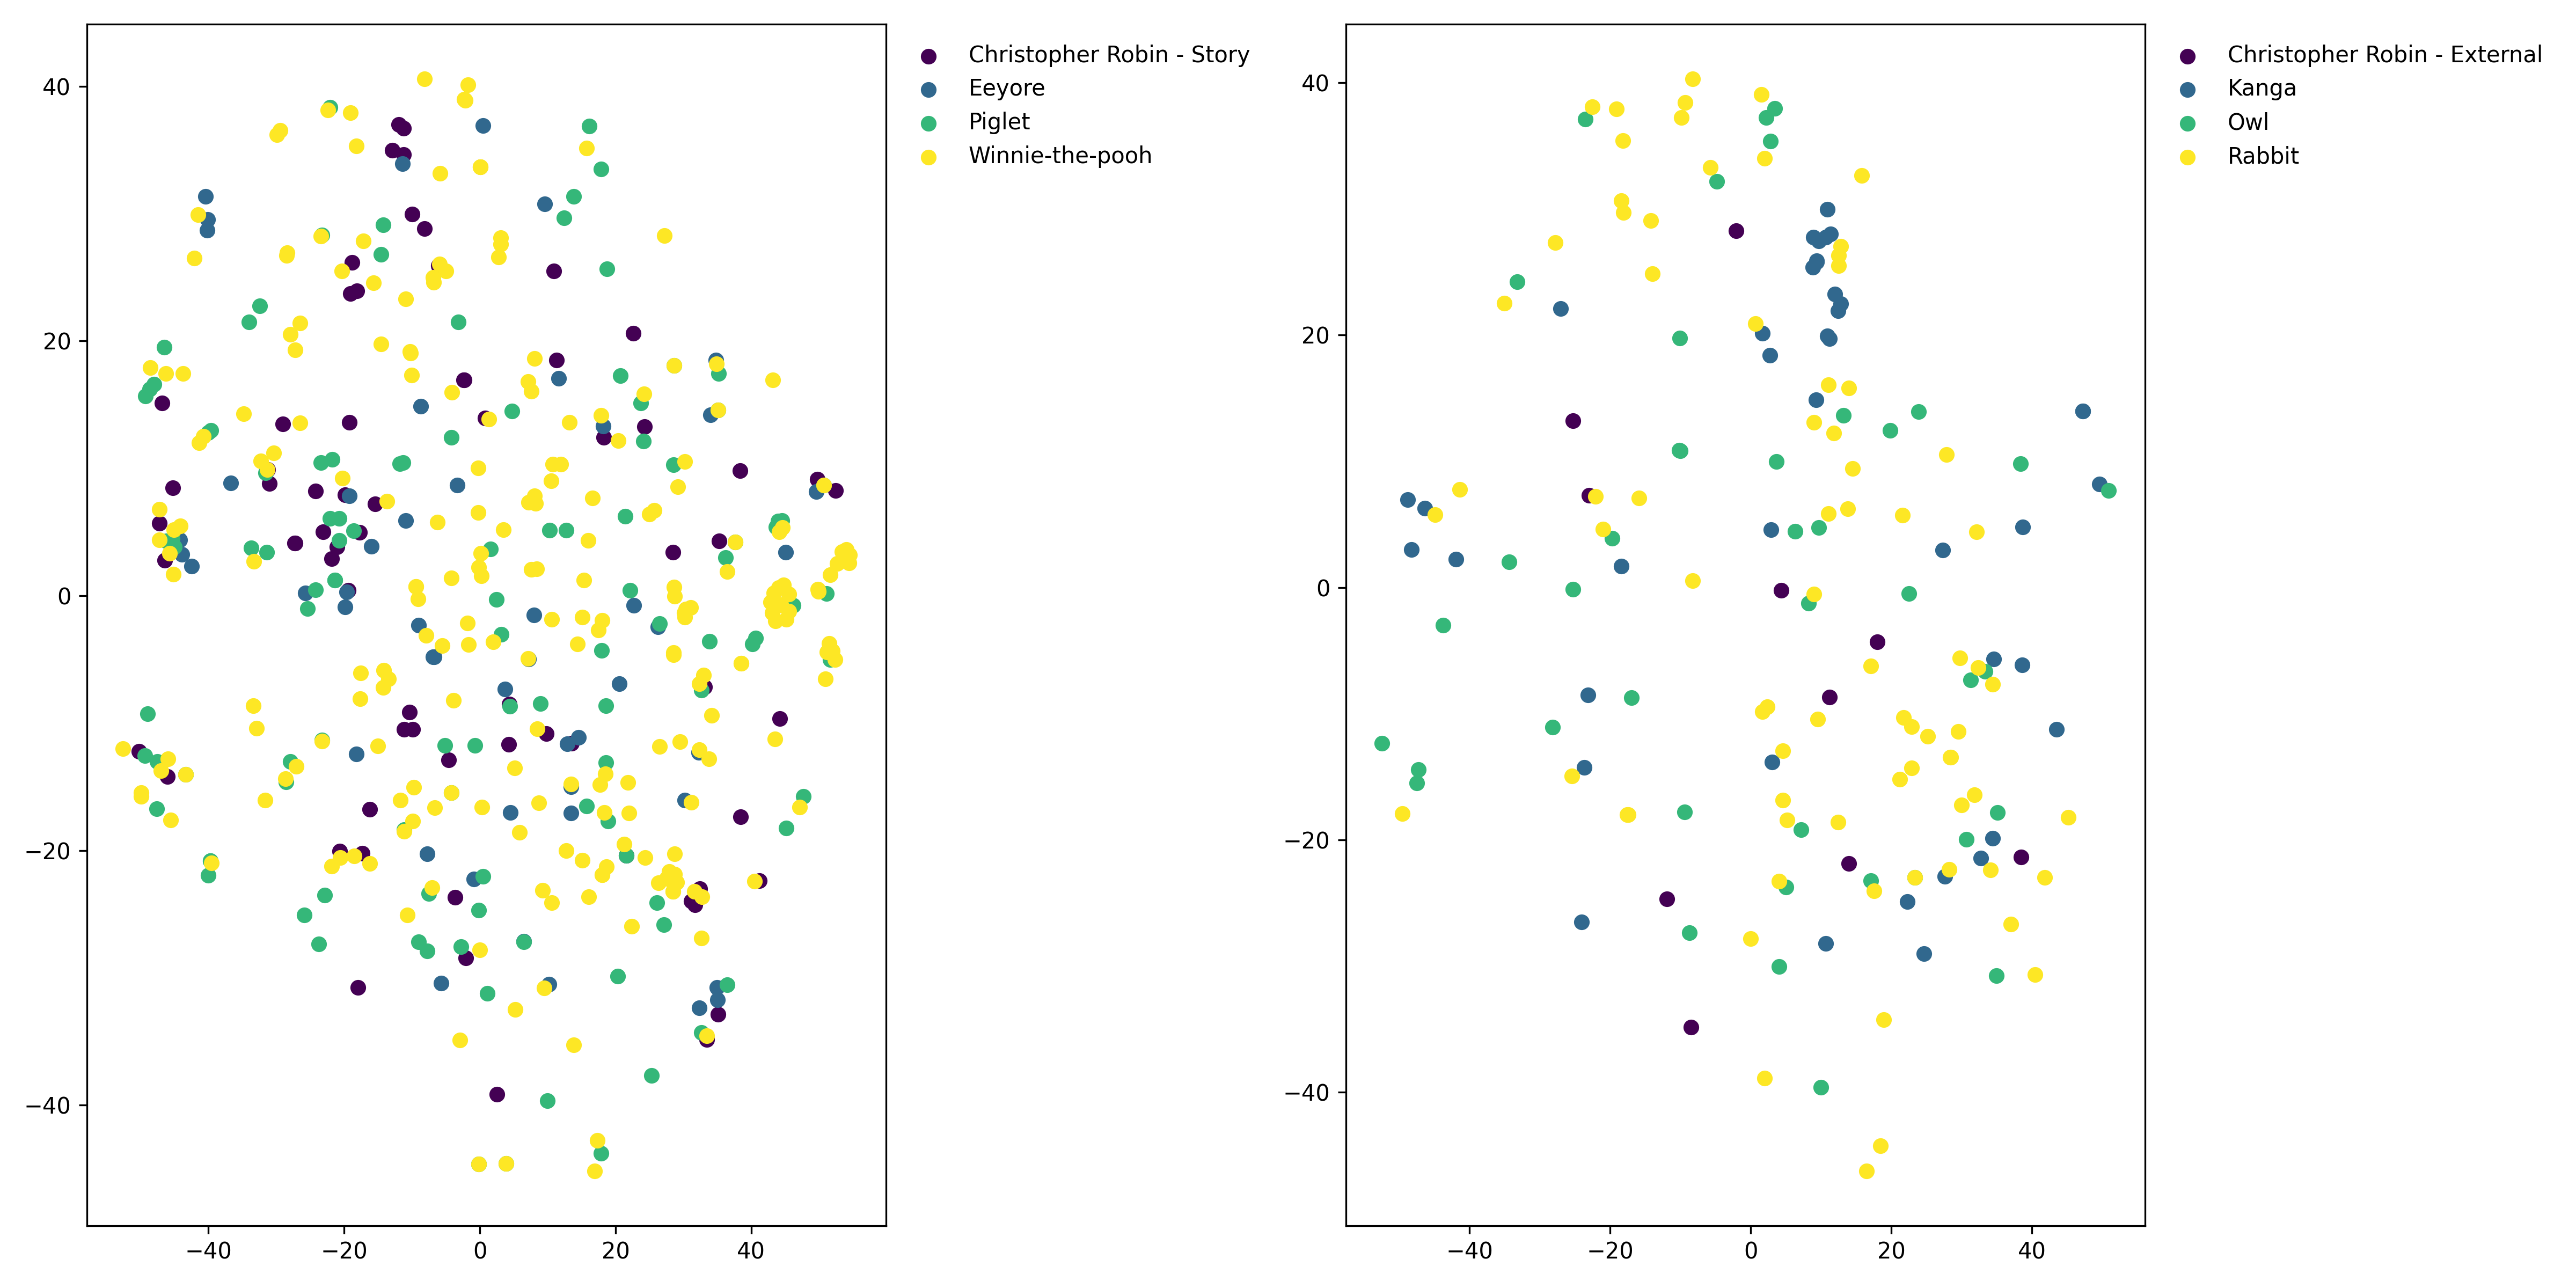 Christopher Robin - Story
Eeyore
Piglet
Winnie-the-pooh
40
20
0
−20
−40
−40
−20
0
20
40
Christopher Robin - External
Kanga
Owl
Rabbit
40
20
0
−20
−40
−40
−20
0
20
40